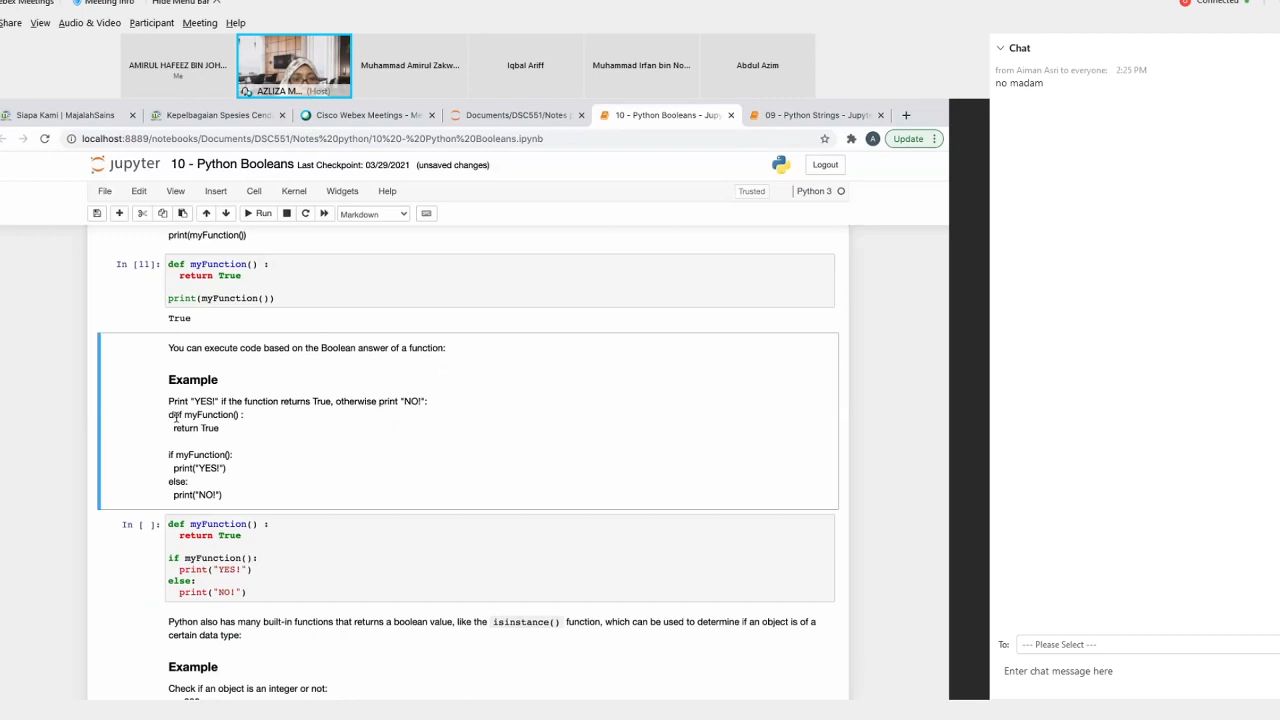 ebex Meetings
Meeting Info
Hide Menu Bar
Connected
Share View Audio & Video Participant Meeting Help
AMIRUL HAFEEZ BIN JOH...
Me
AZLIZA M... (Host)
Muhammad Amirul Zakw...
Iqbal Ariff
Muhammad Irfan bin No...
Abdul Azim
Chat
from Aiman Asri to everyone: 2:25 PM
no madam
Siapa Kami | MajalahSains
Kepelbagaian Spesies Cend
Cisco Webex Meetings - Me
Documents/DSC551/Notes p
10 - Python Booleans - Jupy
09 - Python Strings - Jupyte
localhost:8889/notebooks/Documents/DSC551/Notes%20python/10%20-%20Python%20Booleans.ipynb
A
Update
jupyter 10 - Python Booleans Last Checkpoint: 03/29/2021 (unsaved changes)
Logout
File Edit View Insert Cell Kernel Widgets Help
Trusted
Python 3
Run
Markdown
print(myFunction())
In [11]: def myFunction() :
return True
print(myFunction())
True
You can execute code based on the Boolean answer of a function:
Example
Print "YES!" if the function returns True, otherwise print "NO!":
def myFunction() :
return True
if myFunction():
print("YES!")
else:
print("NO!")
In [ ]: def myFunction() :
return True
if myFunction():
print("YES!")
else:
print("NO!")
Python also has many built-in functions that returns a boolean value, like the isinstance() function, which can be used to determine if an object is of a
certain data type:
Example
Check if an object is an integer or not:
To: --- Please Select ---
Enter chat message here